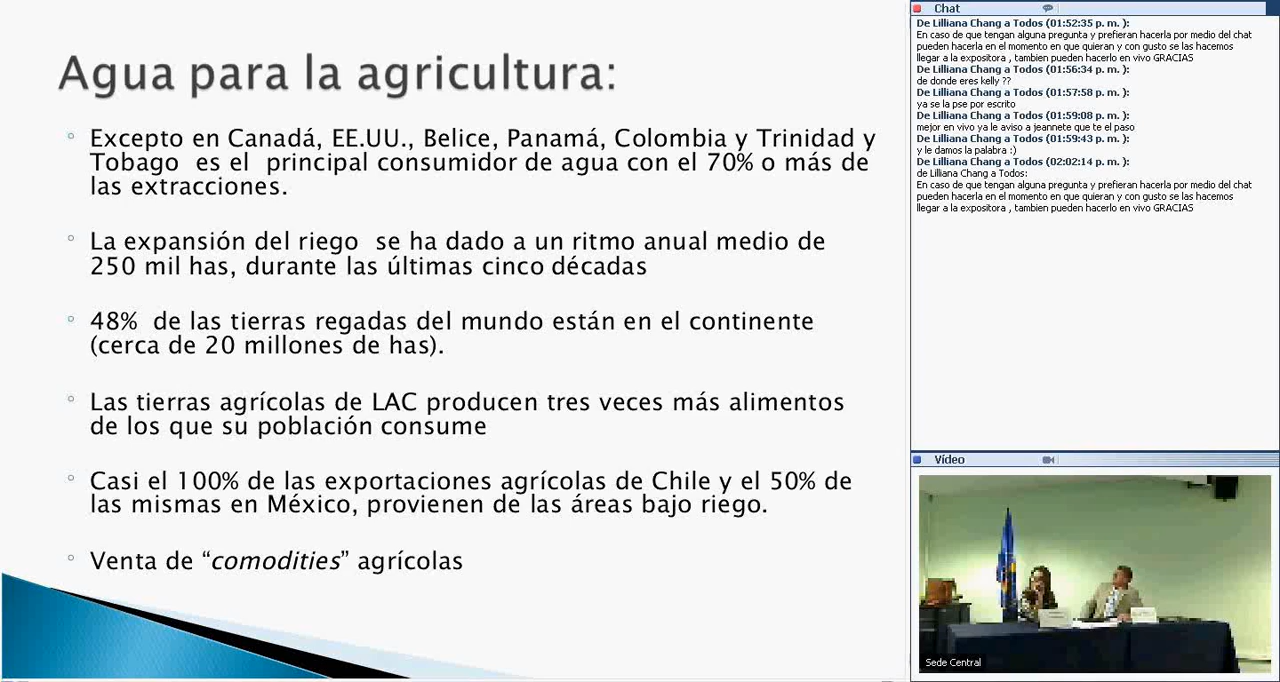 Agua para la agricultura:
Excepto en Canadá, EE.UU., Belice, Panamá, Colombia y Trinidad y
Tobago es el principal consumidor de agua con el 70% o más de
las extracciones.
La expansión del riego se ha dado a un ritmo anual medio de
250 mil has, durante las últimas cinco décadas
48% de las tierras regadas del mundo están en el continente
(cerca de 20 millones de has).
Las tierras agrícolas de LAC producen tres veces más alimentos
de los que su población consume
Casi el 100% de las exportaciones agrícolas de Chile y el 50% de
las mismas en México, provienen de las áreas bajo riego.
Venta de “comodities” agrícolas
Chat
De Lilliana Chang a Todos (01:52:35 p. m. ):
En caso de que tengan alguna pregunta y prefieran hacerla por medio del chat
pueden hacerla en el momento en que quieran y con gusto se las hacemos
llegar a la expositora , tambien pueden hacerlo en vivo GRACIAS
De Lilliana Chang a Todos (01:56:34 p. m. ):
de donde eres kelly ??
De Lilliana Chang a Todos (01:57:58 p. m. ):
ya se la pse por escrito
De Lilliana Chang a Todos (01:59:08 p. m. ):
mejor en vivo ya le aviso a jeannete que te el paso
De Lilliana Chang a Todos (01:59:43 p. m. ):
y le damos la palabra :)
De Lilliana Chang a Todos (02:02:14 p. m. ):
de Lilliana Chang a Todos:
En caso de que tengan alguna pregunta y prefieran hacerla por medio del chat
pueden hacerla en el momento en que quieran y con gusto se las hacemos
llegar a la expositora , tambien pueden hacerlo en vivo GRACIAS
Vídeo
Sede Central